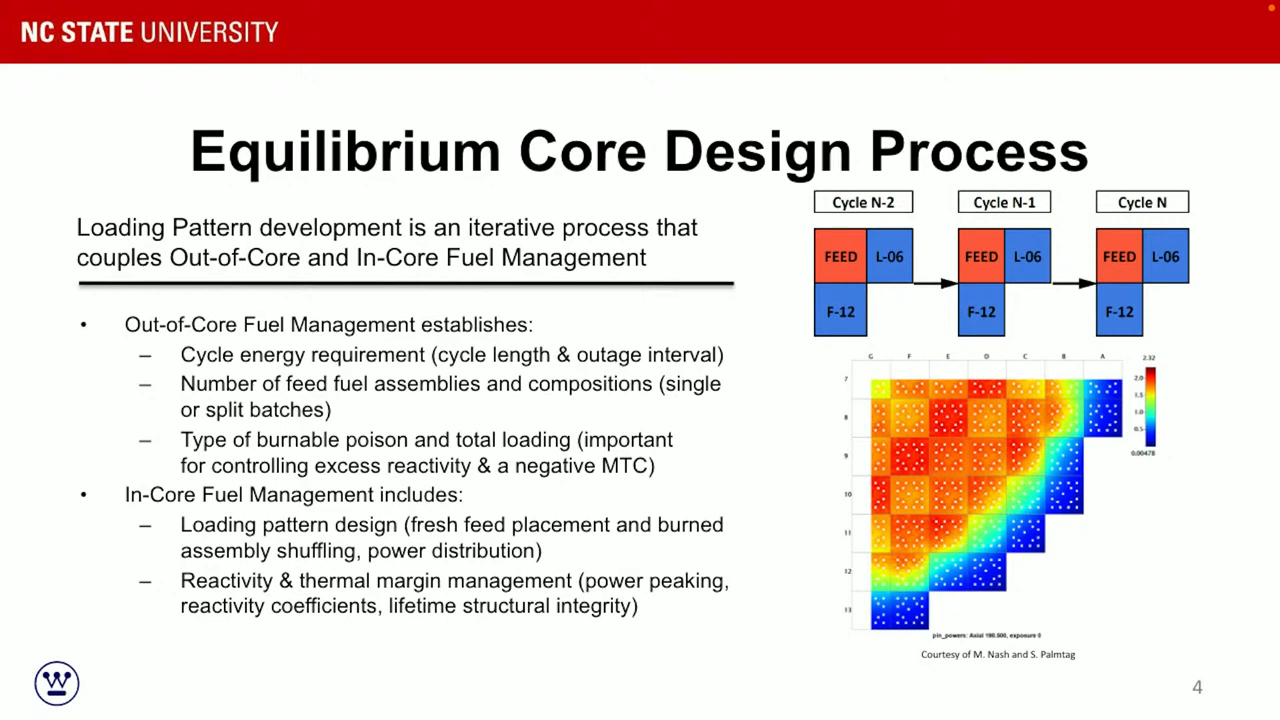 NC STATE UNIVERSITY
Equilibrium Core Design Process
Loading Pattern development is an iterative process that
couples Out-of-Core and In-Core Fuel Management
• Out-of-Core Fuel Management establishes:
– Cycle energy requirement (cycle length & outage interval)
– Number of feed fuel assemblies and compositions (single
or split batches)
– Type of burnable poison and total loading (important
for controlling excess reactivity & a negative MTC)
• In-Core Fuel Management includes:
– Loading pattern design (fresh feed placement and burned
assembly shuffling, power distribution)
– Reactivity & thermal margin management (power peaking,
reactivity coefficients, lifetime structural integrity)
Cycle N-2 Cycle N-1 Cycle N
FEED L-06 FEED L-06 FEED L-06
F-12 F-12 F-12
G F E D C B A
2.32
7
2.0
1.5
8
1.0
0.5
9
0.00478
10
11
12
13
pin_powers: Axial 190.500, exposure 0
Courtesy of M. Nash and S. Palmtag
W
4